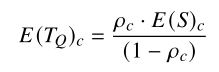 E(T_Q)_c = \frac{\rho_c \cdot E(S)_c}{(1 - \rho_c)}